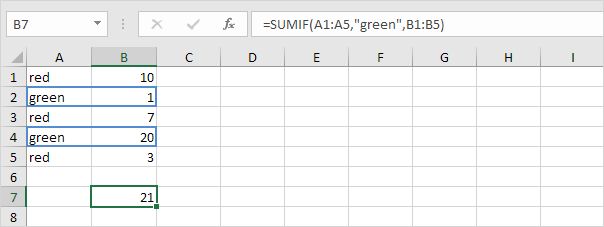 B7 fx =SUMIF(A1:A5,"green",B1:B5)
A B C D E F G H I
1 red 10
2 green 1
3 red 7
4 green 20
5 red 3
6
7 21
8